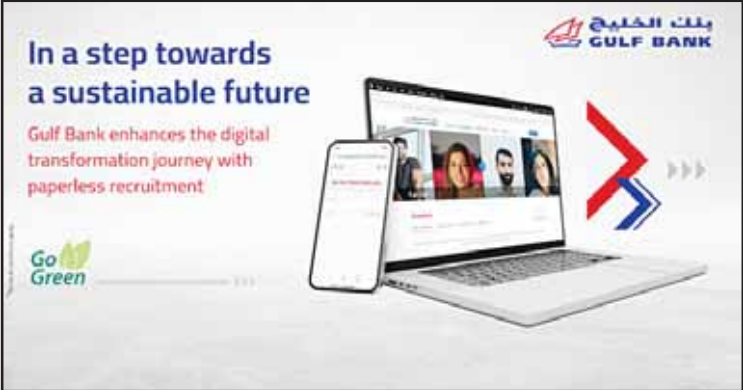 In a step towards
a sustainable future
بنك الخليج
GULF BANK
Gulf Bank enhances the digital
transformation journey with
paperless recruitment
Go
Green